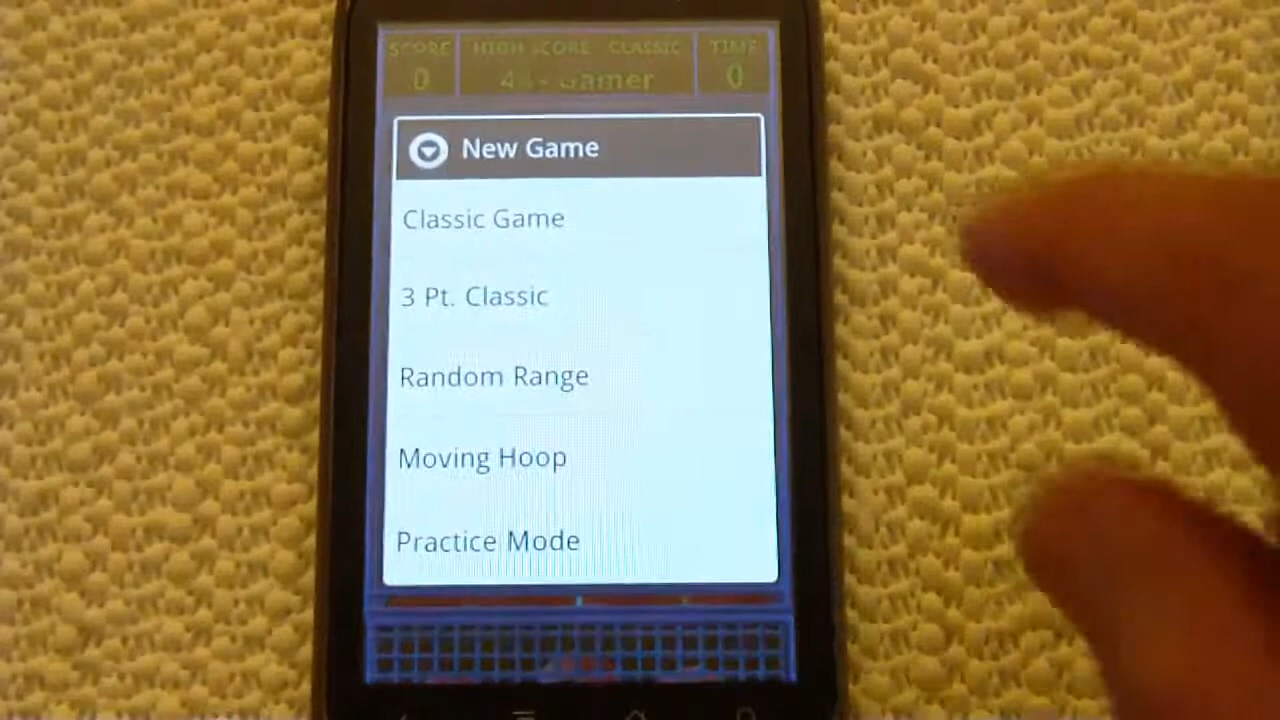 SCORE HIGH SCORE CLASSIC TIME
0 - Gamer 0
New Game
Classic Game
3 Pt. Classic
Random Range
Moving Hoop
Practice Mode